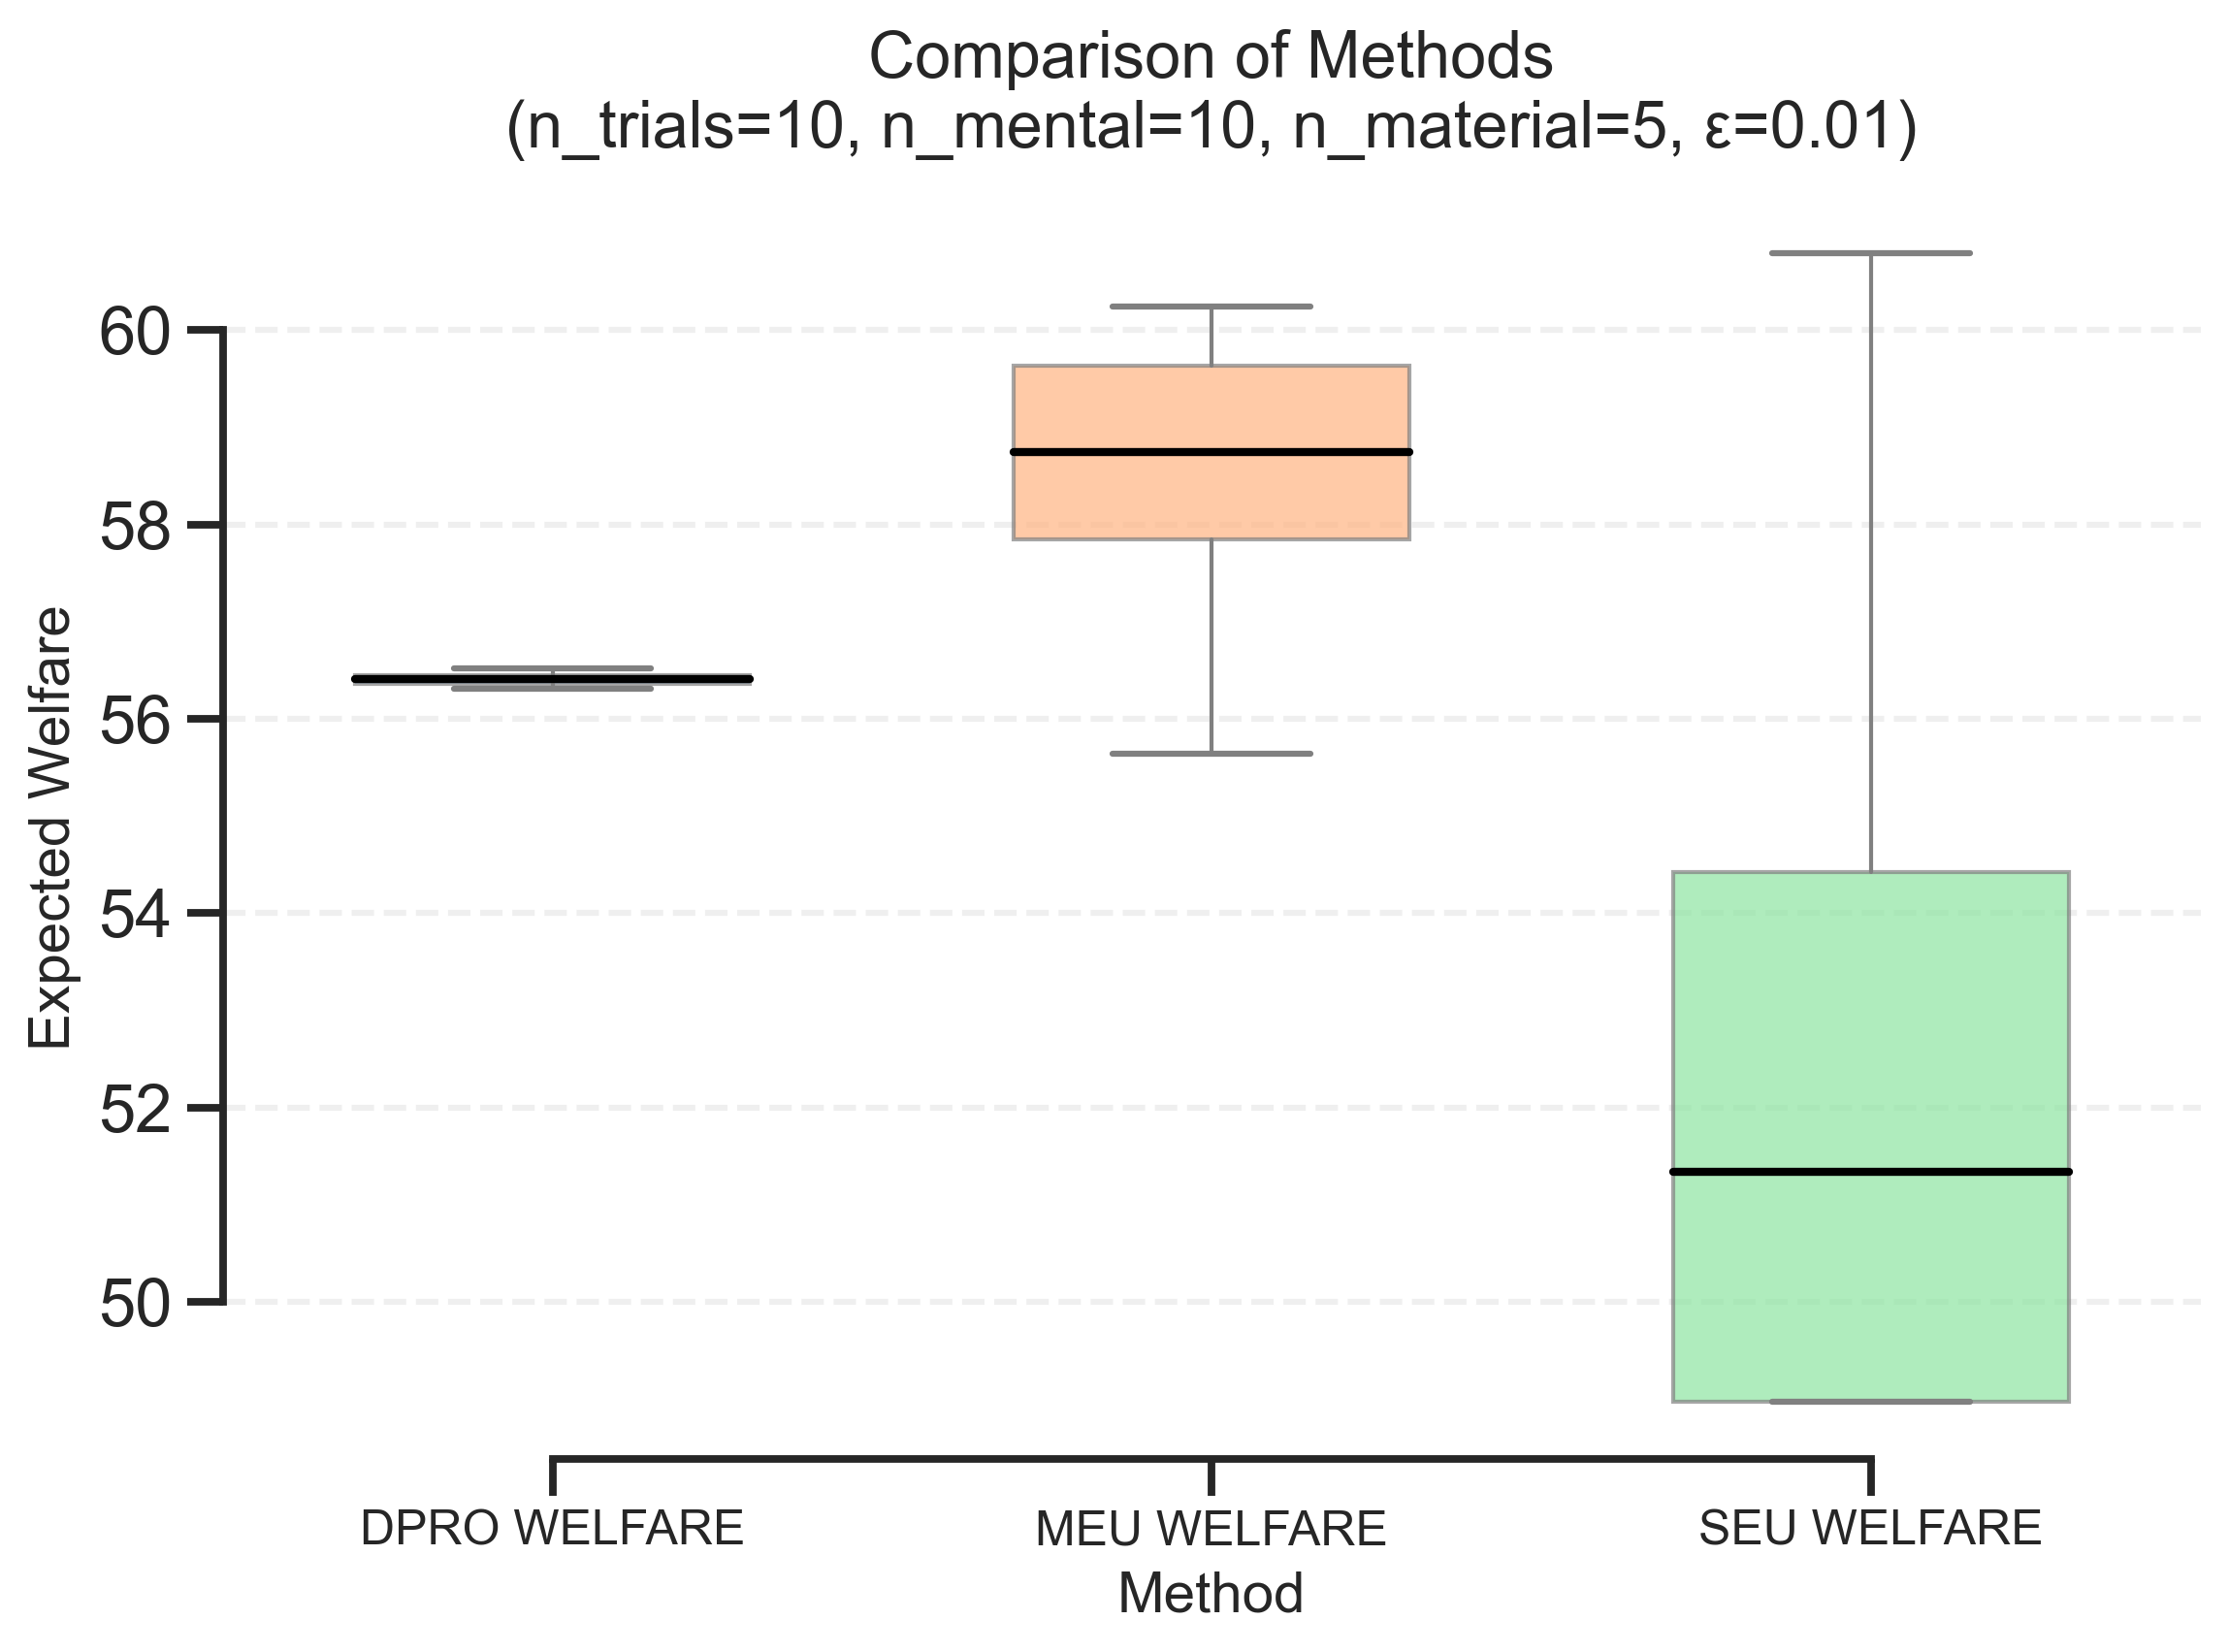 Comparison of Methods
(n_trials=10, n_mental=10, n_material=5, ε=0.01)
60
58
56
54
52
50
Expected Welfare
DPRO WELFARE
MEU WELFARE
SEU WELFARE
Method